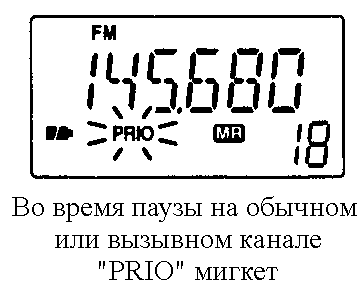 FM
145.680
PRIO MR 18
Во время паузы на обычном
или вызывном канале
"PRIO" мигкет